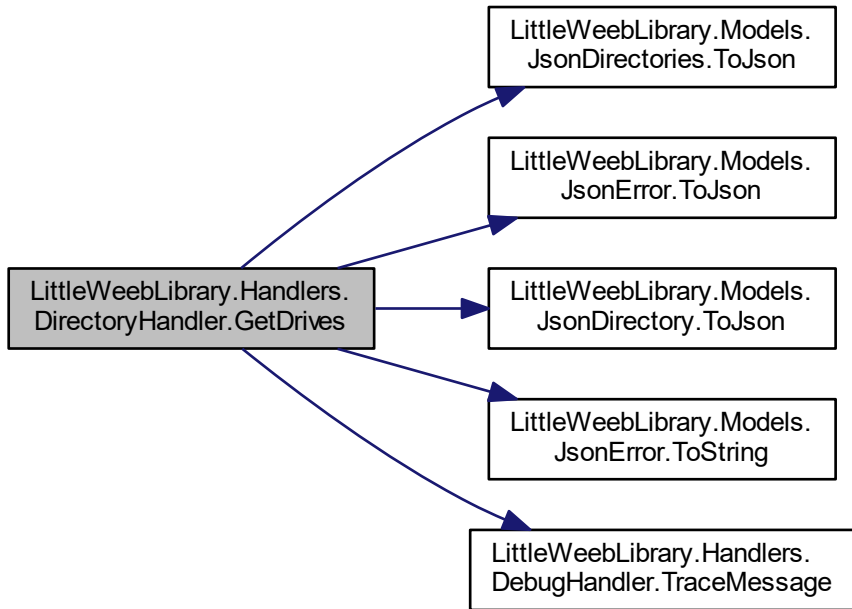 LittleWeebLibrary.Models.
JsonDirectories.ToJson
LittleWeebLibrary.Models.
JsonError.ToJson
LittleWeebLibrary.Handlers.
DirectoryHandler.GetDrives
LittleWeebLibrary.Models.
JsonDirectory.ToJson
LittleWeebLibrary.Models.
JsonError.ToString
LittleWeebLibrary.Handlers.
DebugHandler.TraceMessage